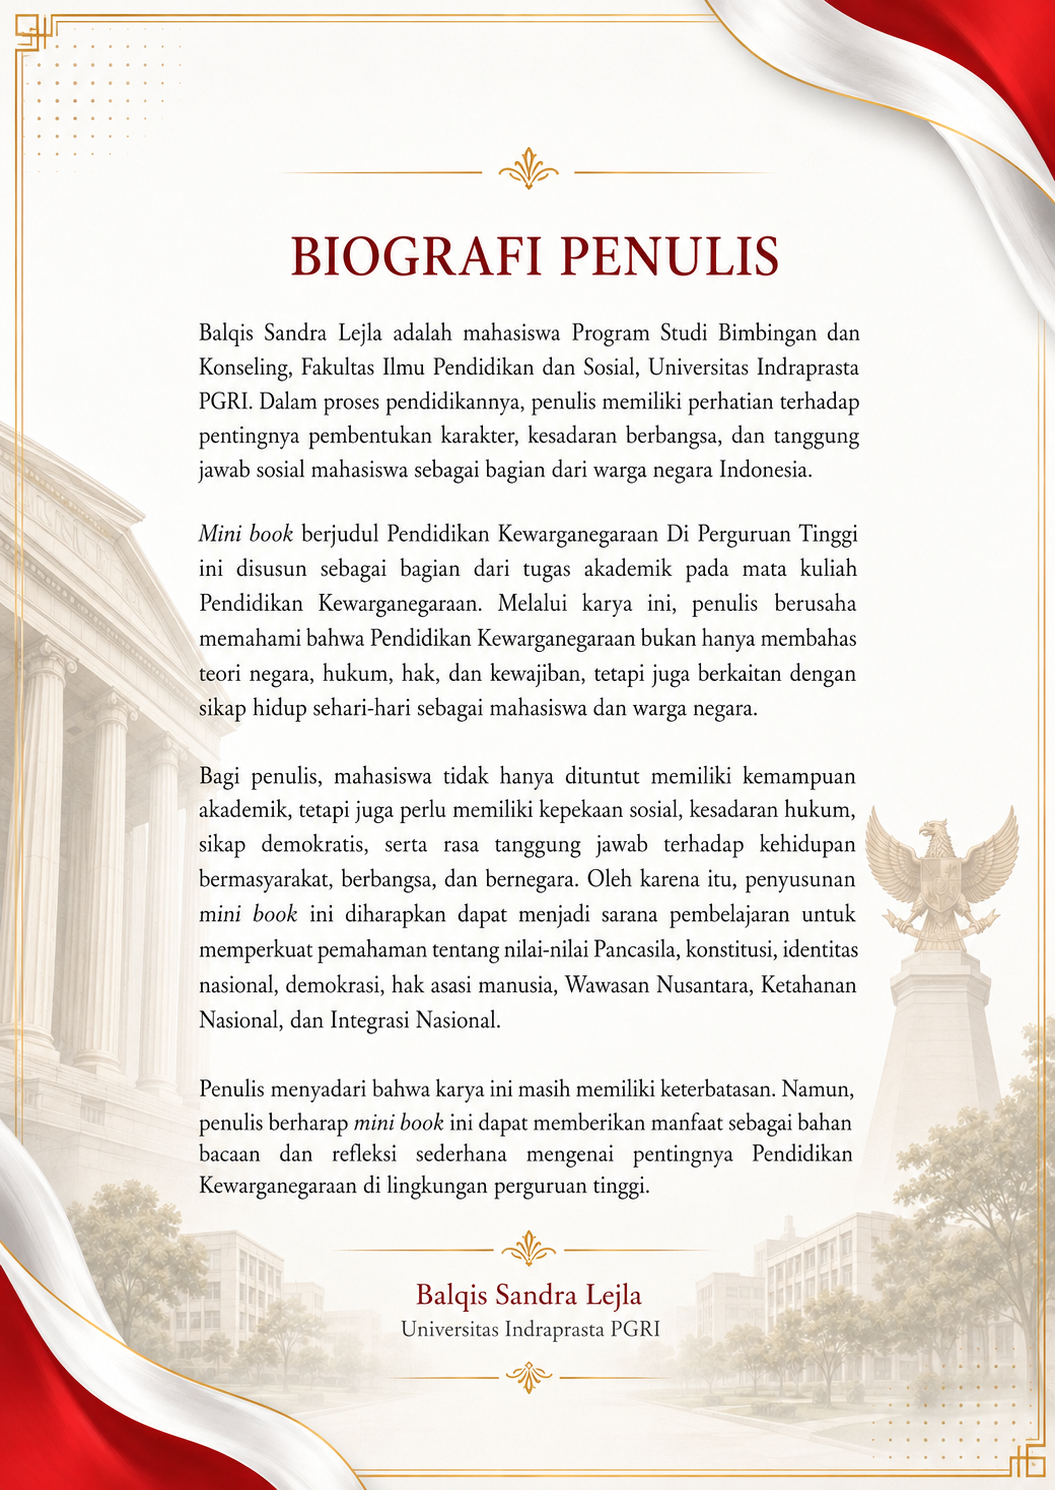 BIOGRAFI PENULIS
Balqis Sandra Lejla adalah mahasiswa Program Studi Bimbingan dan
Konseling, Fakultas Ilmu Pendidikan dan Sosial, Universitas Indraprasta
PGRI. Dalam proses pendidikannya, penulis memiliki perhatian terhadap
pentingnya pembentukan karakter, kesadaran berbangsa, dan tanggung
jawab sosial mahasiswa sebagai bagian dari warga negara Indonesia.
Mini book berjudul Pendidikan Kewarganegaraan Di Perguruan Tinggi
ini disusun sebagai bagian dari tugas akademik pada mata kuliah
Pendidikan Kewarganegaraan. Melalui karya ini, penulis berusaha
memahami bahwa Pendidikan Kewarganegaraan bukan hanya membahas
teori negara, hukum, hak, dan kewajiban, tetapi juga berkaitan dengan
sikap hidup sehari-hari sebagai mahasiswa dan warga negara.
Bagi penulis, mahasiswa tidak hanya dituntut memiliki kemampuan
akademik, tetapi juga perlu memiliki kepekaan sosial, kesadaran hukum,
sikap demokratis, serta rasa tanggung jawab terhadap kehidupan
bermasyarakat, berbangsa, dan bernegara. Oleh karena itu, penyusunan
mini book ini diharapkan dapat menjadi sarana pembelajaran untuk
memperkuat pemahaman tentang nilai-nilai Pancasila, konstitusi, identitas
nasional, demokrasi, hak asasi manusia, Wawasan Nusantara, Ketahanan
Nasional, dan Integrasi Nasional.
Penulis menyadari bahwa karya ini masih memiliki keterbatasan. Namun,
penulis berharap mini book ini dapat memberikan manfaat sebagai bahan
bacaan dan refleksi sederhana mengenai pentingnya Pendidikan
Kewarganegaraan di lingkungan perguruan tinggi.
Balqis Sandra Lejla
Universitas Indraprasta PGRI